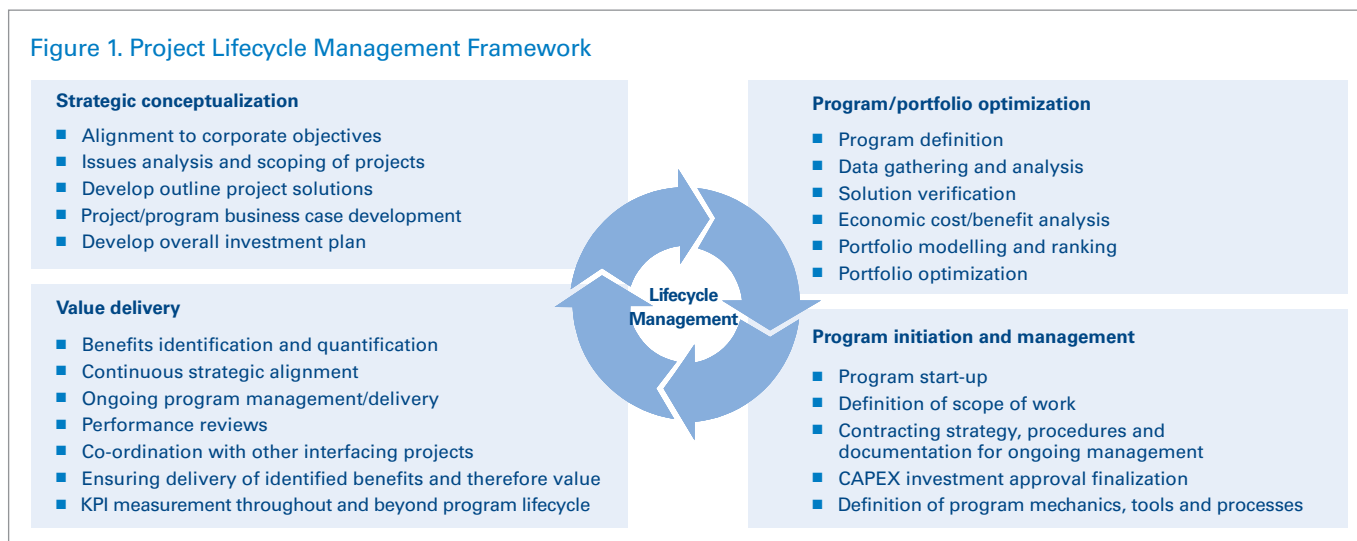 Figure 1. Project Lifecycle Management Framework
Strategic conceptualization
■ Alignment to corporate objectives
■ Issues analysis and scoping of projects
■ Develop outline project solutions
■ Project/program business case development
■ Develop overall investment plan
Program/portfolio optimization
■ Program definition
■ Data gathering and analysis
■ Solution verification
■ Economic cost/benefit analysis
■ Portfolio modelling and ranking
■ Portfolio optimization
Lifecycle
Management
Value delivery
■ Benefits identification and quantification
■ Continuous strategic alignment
■ Ongoing program management/delivery
■ Performance reviews
■ Co-ordination with other interfacing projects
■ Ensuring delivery of identified benefits and therefore value
■ KPI measurement throughout and beyond program lifecycle
Program initiation and management
■ Program start-up
■ Definition of scope of work
■ Contracting strategy, procedures and
documentation for ongoing management
■ CAPEX investment approval finalization
■ Definition of program mechanics, tools and processes